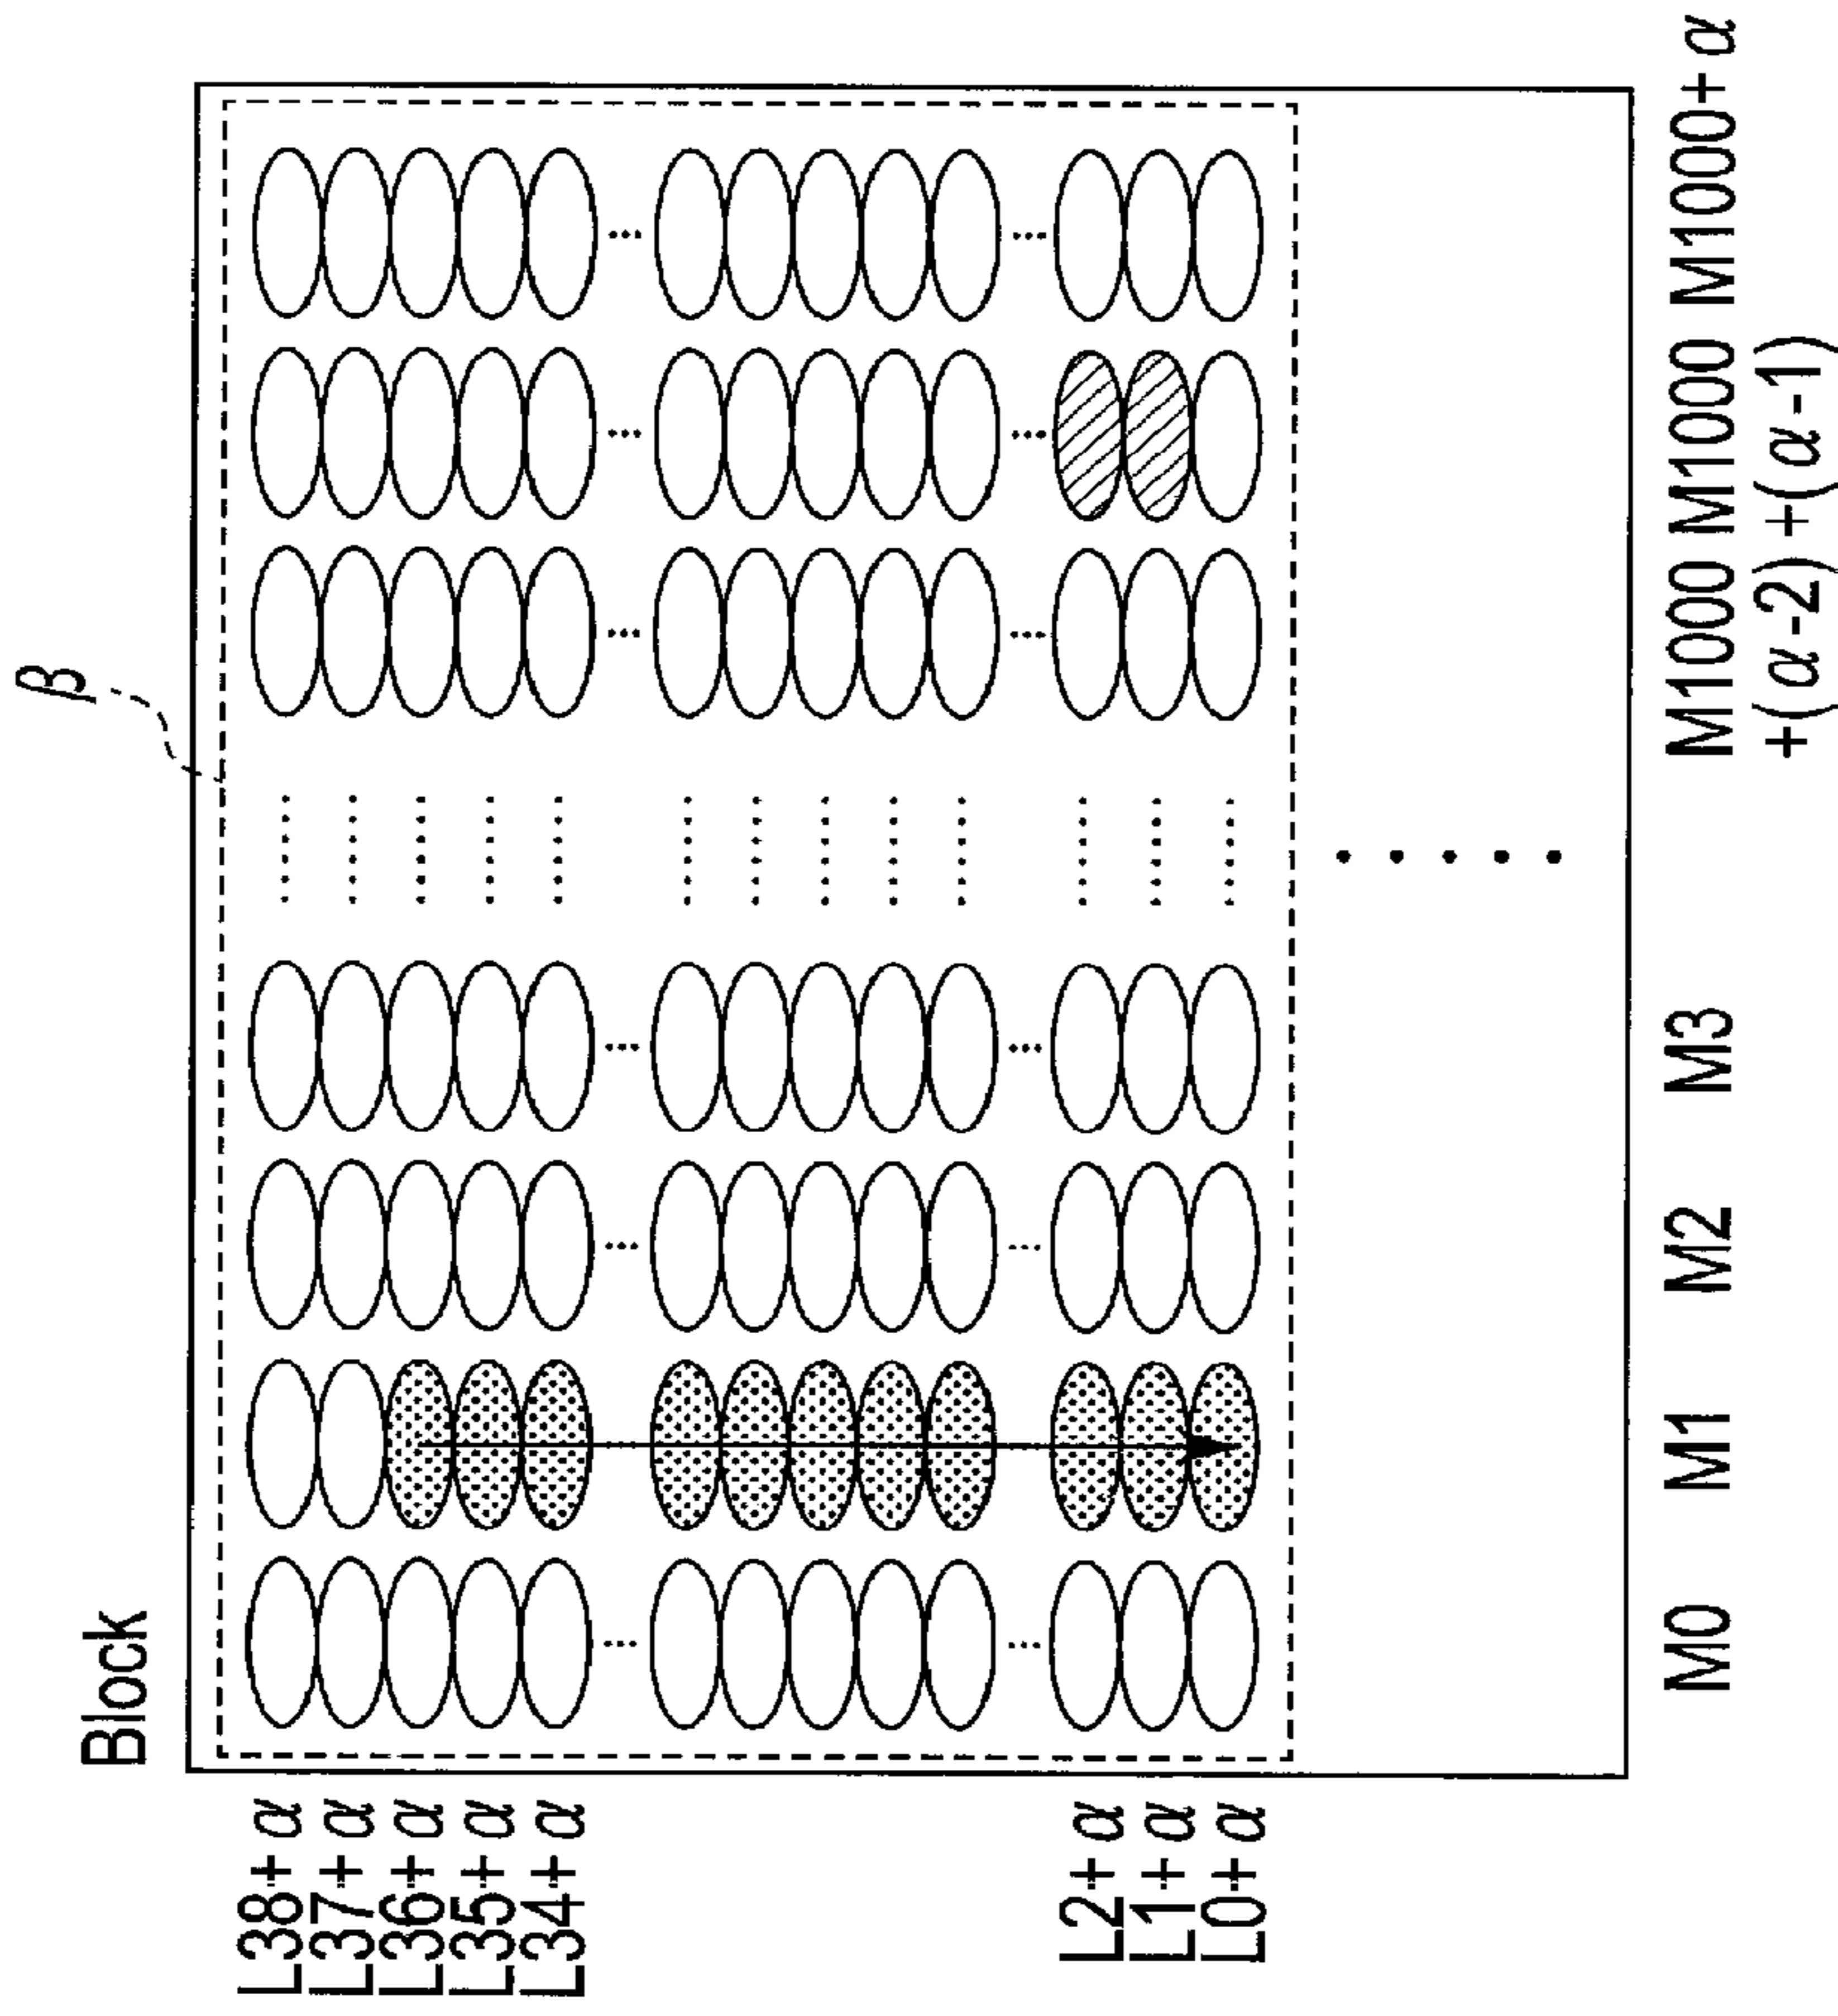 Block
β
L38+α
L37+α
L36+α
L35+α
L34+α
L2+α
L1+α
L0+α
M0 M1 M2 M3 M1000 M1000 M1000+α
+(α-2) +(α-1)